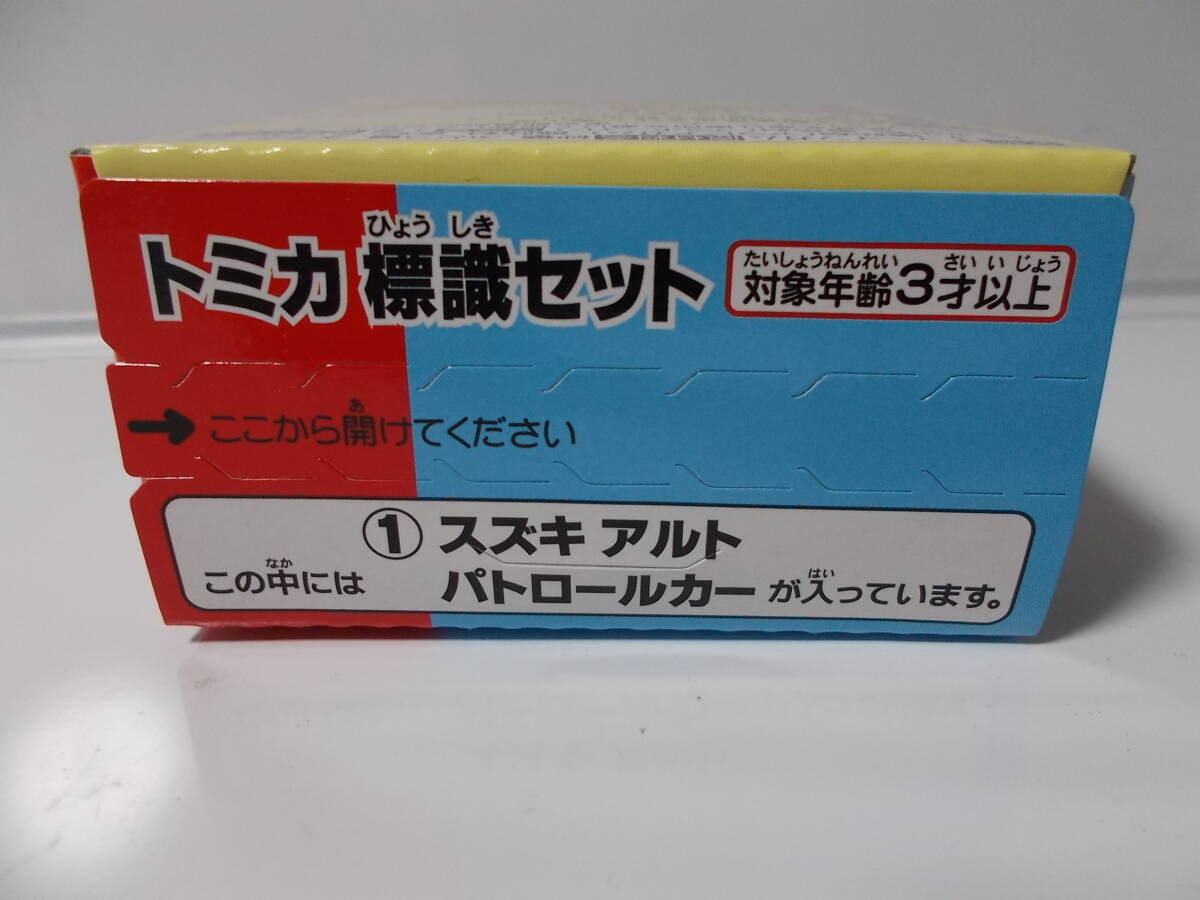 ひょう しき
トミカ 標識セット
たいしょうねんれい さい い じょう
対象年齢3才以上
あ
➡ ここから開けてください
① スズキ アルト
なか はい
この中には パトロールカー が入っています。